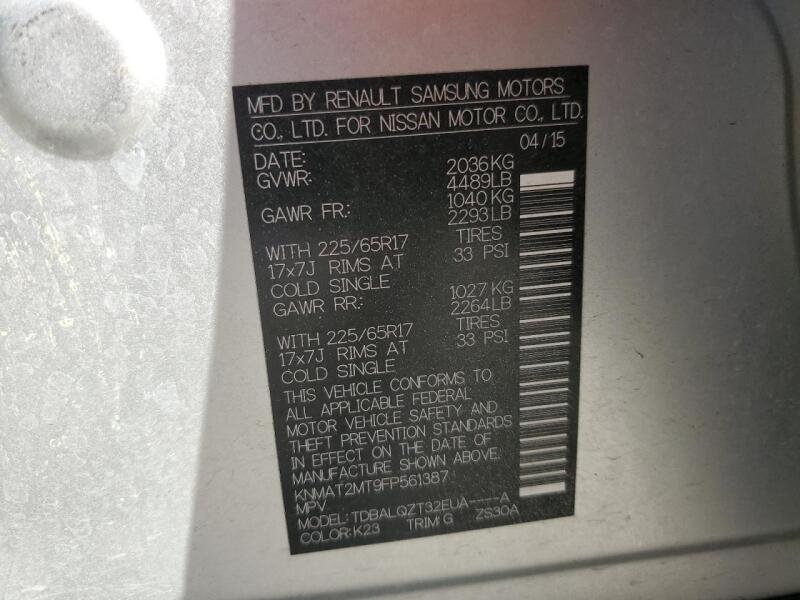 MFD BY RENAULT SAMSUNG MOTORS
CO., LTD. FOR NISSAN MOTOR CO., LTD.
DATE: 04/15
GVWR: 2036KG
4489LB
GAWR FR.: 1040 KG
2293LB
WITH 225/65R17 TIRES
17x7J RIMS AT 33 PSI
COLD SINGLE
GAWR RR.: 1027 KG
2264LB
WITH 225/65R17 TIRES
17x7J RIMS AT 33 PSI
COLD SINGLE
THIS VEHICLE CONFORMS TO
ALL APPLICABLE FEDERAL
MOTOR VEHICLE SAFETY AND
THEFT PREVENTION STANDARDS
IN EFFECT ON THE DATE OF
MANUFACTURE SHOWN ABOVE.
KNMAT2MT9FP561387
MPV
MODEL: TDBALQZT32EUA----A
COLOR:K23 TRIM:G ZS30A